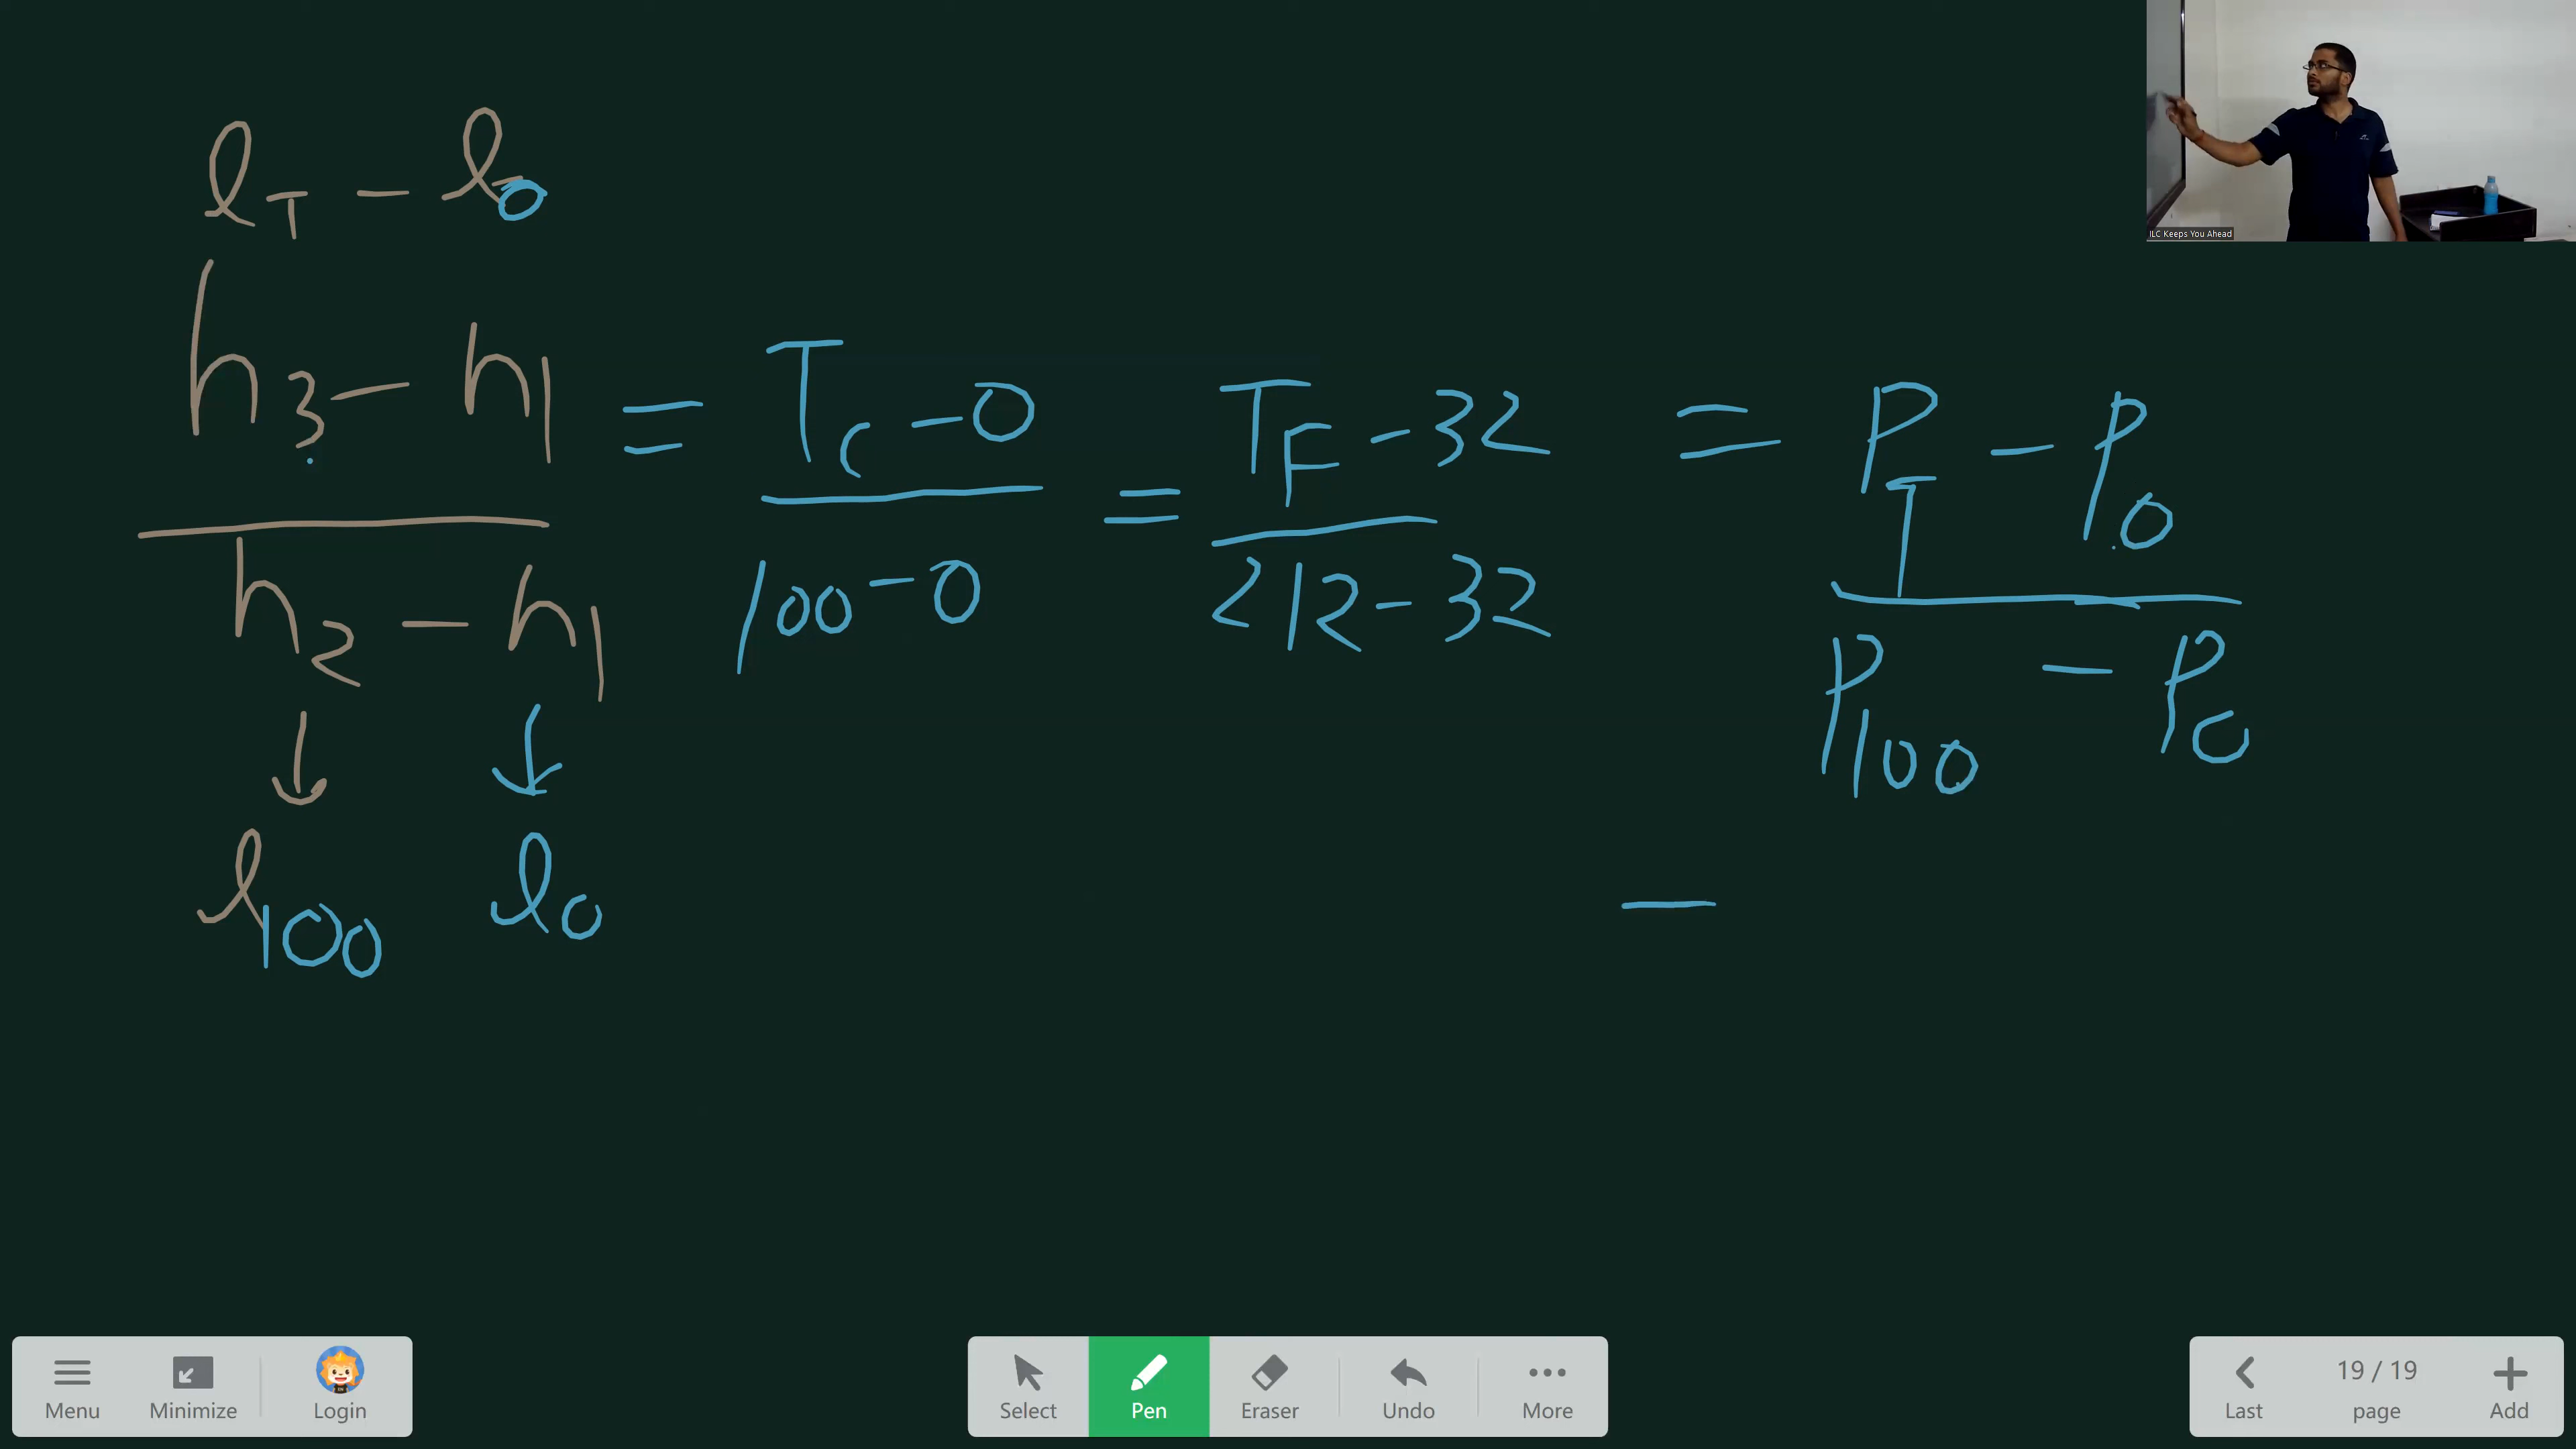 l_T - l_0
h_3 - h_1 = T_C - 0 = T_F - 32 = P_T - P_0
h_2 - h_1 100 - 0 212 - 32 P_100 - P_0
↓ ↓
l_100 l_0
—
ILC Keeps You Ahead
Menu Minimize Login Select Pen Eraser Undo More Last 19 / 19 page Add